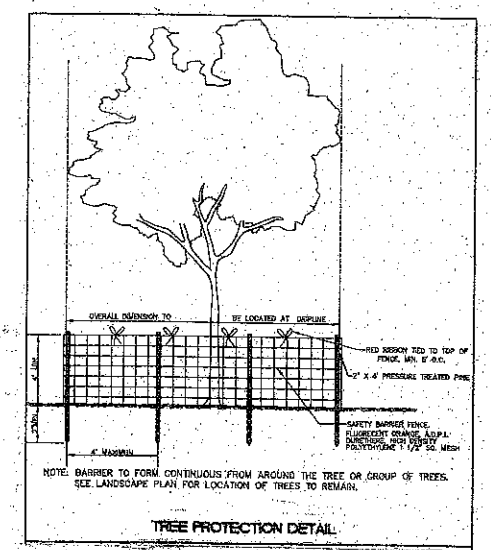 OVERALL DIMENSION TO BE LOCATED AT DRIPLINE
RED RIBBON TIED TO TOP OF
FENCE, MIN. 5' O.C.
2" X 4' PRESSURE TREATED PINE
4' MIN.
SAFETY BARRIER FENCE,
FLUORECENT ORANGE, A.D.P.I.
DURETHENE, HIGH DENSITY
POLYETHYLENE 1 1/2" SQ. MESH
MAXIMUM
NOTE: BARRIER TO FORM CONTINUOUS FROM AROUND THE TREE OR GROUP OF TREES.
SEE LANDSCAPE PLAN FOR LOCATION OF TREES TO REMAIN.
TREE PROTECTION DETAIL